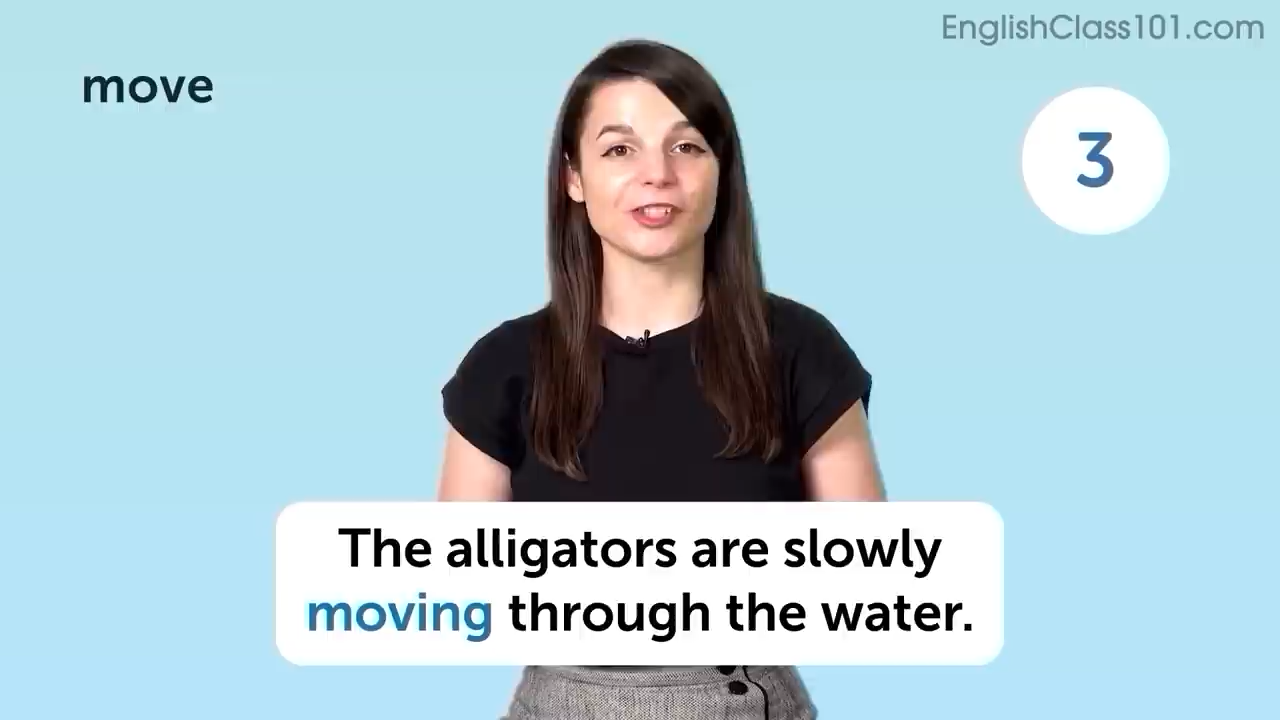 EnglishClass101.com
move
3
The alligators are slowly
moving through the water.